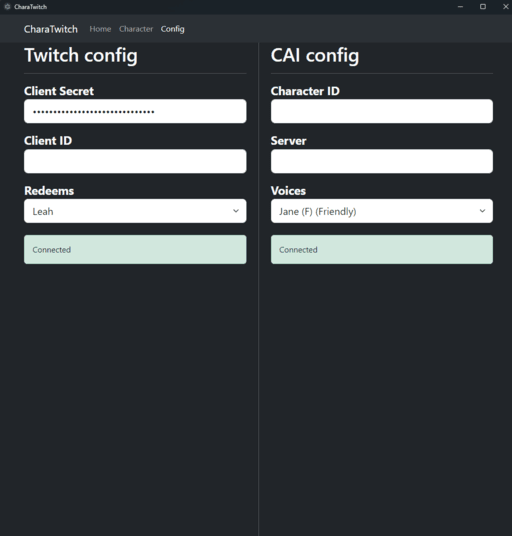 CharaTwitch
CharaTwitch Home Character Config
Twitch config
Client Secret
••••••••••••••••••••••••••••••
Client ID
Redeems
Leah
Connected
CAI config
Character ID
Server
Voices
Jane (F) (Friendly)
Connected